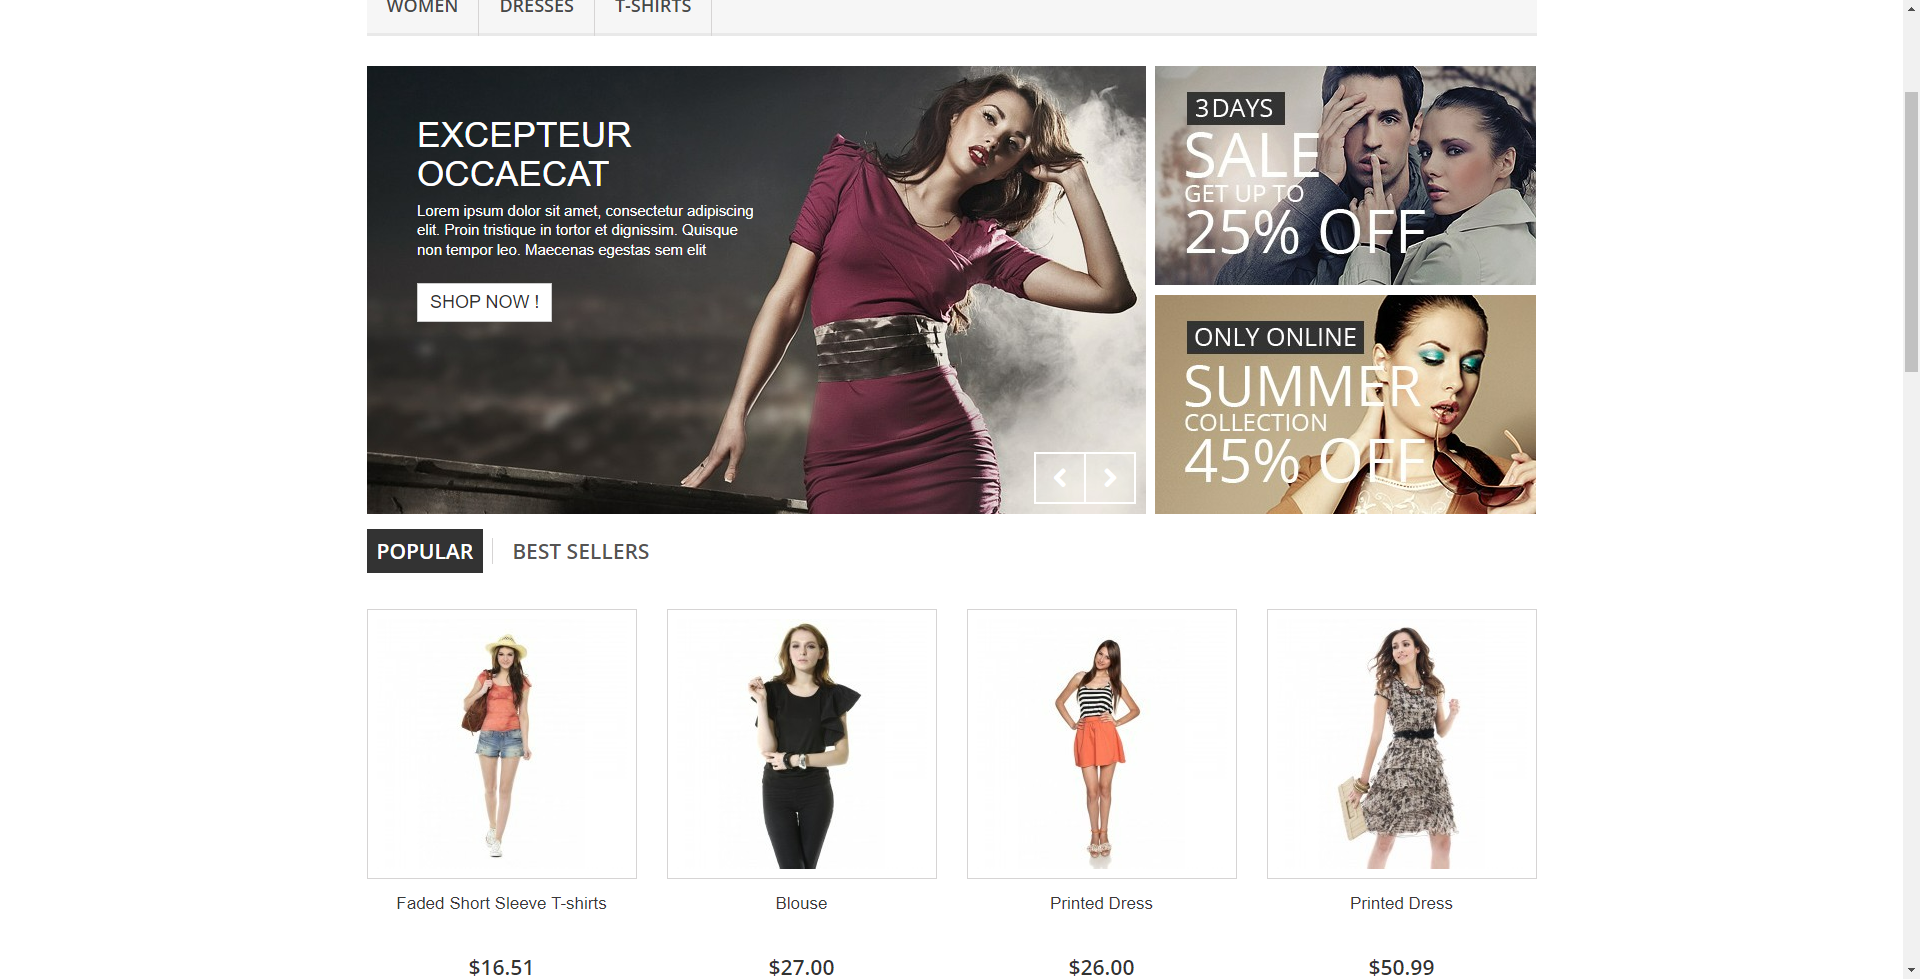 WOMEN
DRESSES
T-SHIRTS
EXCEPTEUR
OCCAECAT
Lorem ipsum dolor sit amet, consectetur adipiscing
elit. Proin tristique in tortor et dignissim. Quisque
non tempor leo. Maecenas egestas sem elit
SHOP NOW !
3 DAYS
SALE
GET UP TO
25% OFF
ONLY ONLINE
SUMMER
COLLECTION
45% OFF
POPULAR
BEST SELLERS
Faded Short Sleeve T-shirts
Blouse
Printed Dress
Printed Dress
$16.51
$27.00
$26.00
$50.99